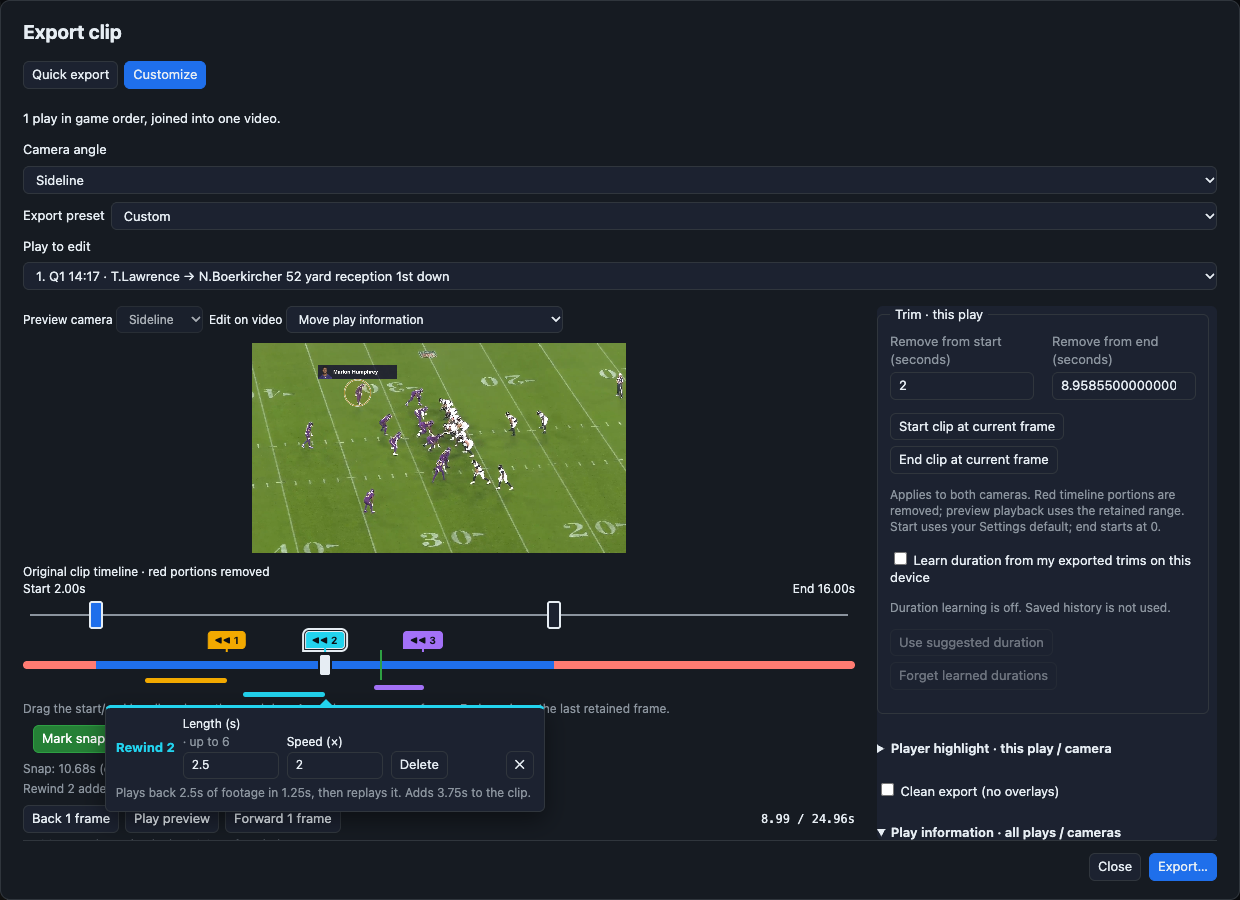 Export clip
Quick export
Customize
1 play in game order, joined into one video.
Camera angle
Sideline
Export preset
Custom
Play to edit
1. Q1 14:17 · T.Lawrence → N.Boerkircher 52 yard reception 1st down
Preview camera
Sideline
Edit on video
Move play information
Marlon Humphrey
Original clip timeline · red portions removed
Start 2.00s
End 16.00s
◀◀ 1
◀◀ 2
◀◀ 3
Drag the start/
the last retained frame.
Mark snap
Snap: 10.68s (
Rewind 2 adde
Rewind 2
Length (s)
· up to 6
2.5
Speed (×)
2
Delete
✕
Plays back 2.5s of footage in 1.25s, then replays it. Adds 3.75s to the clip.
Back 1 frame
Play preview
Forward 1 frame
8.99 / 24.96s
Trim · this play
Remove from start
(seconds)
2
Remove from end
(seconds)
8.9585500000000
Start clip at current frame
End clip at current frame
Applies to both cameras. Red timeline portions are
removed; preview playback uses the retained range.
Start uses your Settings default; end starts at 0.
Learn duration from my exported trims on this
device
Duration learning is off. Saved history is not used.
Use suggested duration
Forget learned durations
▶ Player highlight · this play / camera
Clean export (no overlays)
▼ Play information · all plays / cameras
Close
Export...